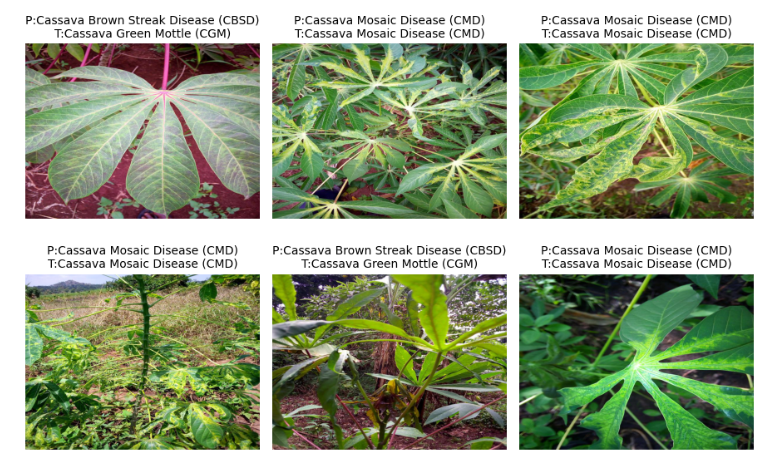 P:Cassava Brown Streak Disease (CBSD)
T:Cassava Green Mottle (CGM)
P:Cassava Mosaic Disease (CMD)
T:Cassava Mosaic Disease (CMD)
P:Cassava Mosaic Disease (CMD)
T:Cassava Mosaic Disease (CMD)
P:Cassava Mosaic Disease (CMD)
T:Cassava Mosaic Disease (CMD)
P:Cassava Brown Streak Disease (CBSD)
T:Cassava Green Mottle (CGM)
P:Cassava Mosaic Disease (CMD)
T:Cassava Mosaic Disease (CMD)